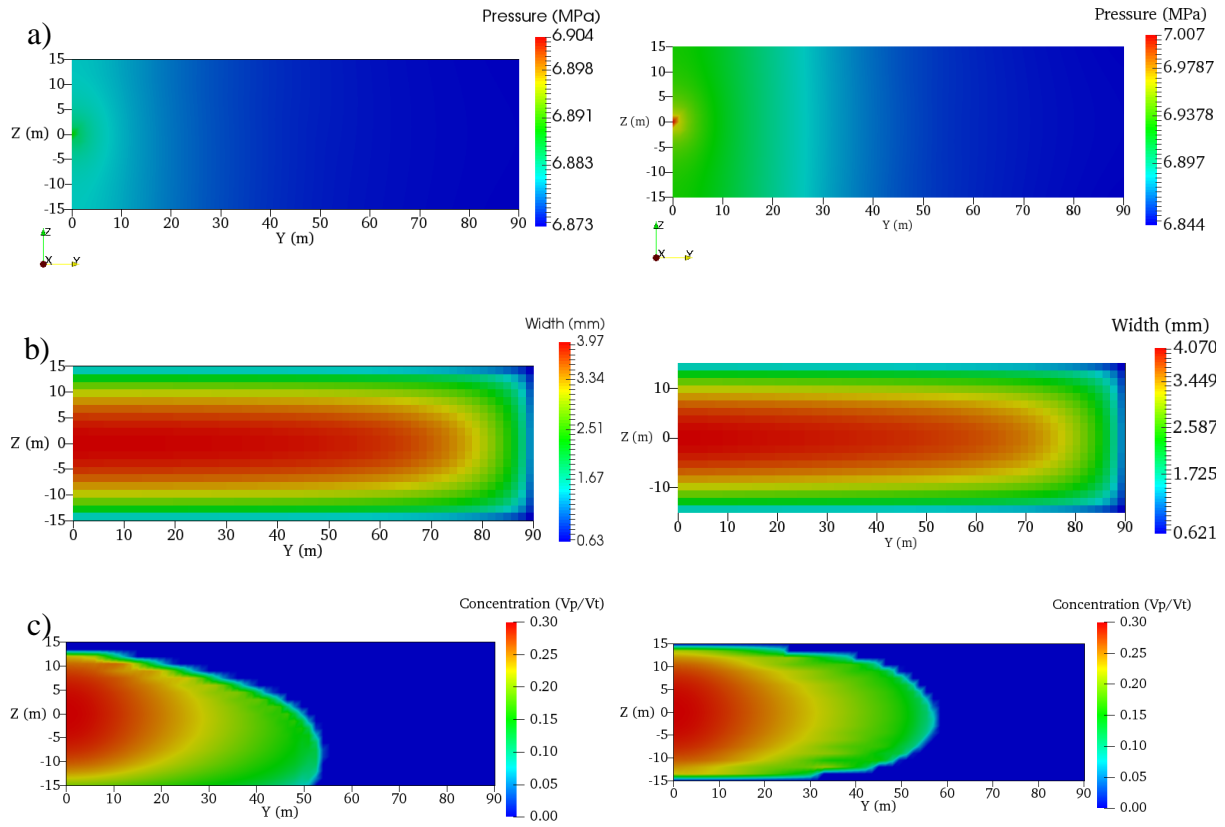 a)
Pressure (MPa)
6.904
6.898
6.891
6.883
6.873
15
10
5
Z (m) 0
-5
-10
-15
0 10 20 30 40 50 60 70 80 90
Y (m)
Z
X Y
Pressure (MPa)
7.007
6.9787
6.9378
6.897
6.844
15
10
5
Z (m) 0
-5
-10
-15
0 10 20 30 40 50 60 70 80 90
Y (m)
Z
X Y
b)
Width (mm)
3.97
3.34
2.51
1.67
0.63
15
10
5
Z (m) 0
-5
-10
-15
0 10 20 30 40 50 60 70 80 90
Y (m)
Width (mm)
4.070
3.449
2.587
1.725
0.621
10
Z (m) 0
-10
0 10 20 30 40 50 60 70 80 90
Y (m)
c)
Concentration (Vp/Vt)
0.30
0.25
0.20
0.15
0.10
0.05
0.00
15
10
5
Z (m) 0
-5
-10
-15
0 10 20 30 40 50 60 70 80 90
Y (m)
Concentration (Vp/Vt)
0.30
0.25
0.20
0.15
0.10
0.05
0.00
15
10
5
Z (m) 0
-5
-10
-15
0 10 20 30 40 50 60 70 80 90
Y (m)